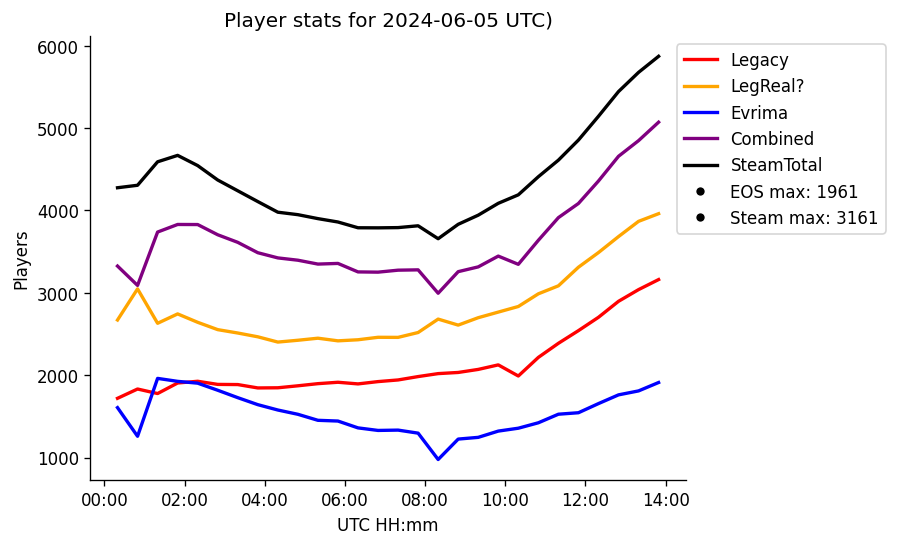 Player stats for 2024-06-05 UTC)
6000
5000
4000
3000
2000
1000
Players
00:00 02:00 04:00 06:00 08:00 10:00 12:00 14:00
UTC HH:mm
Legacy
LegReal?
Evrima
Combined
SteamTotal
EOS max: 1961
Steam max: 3161